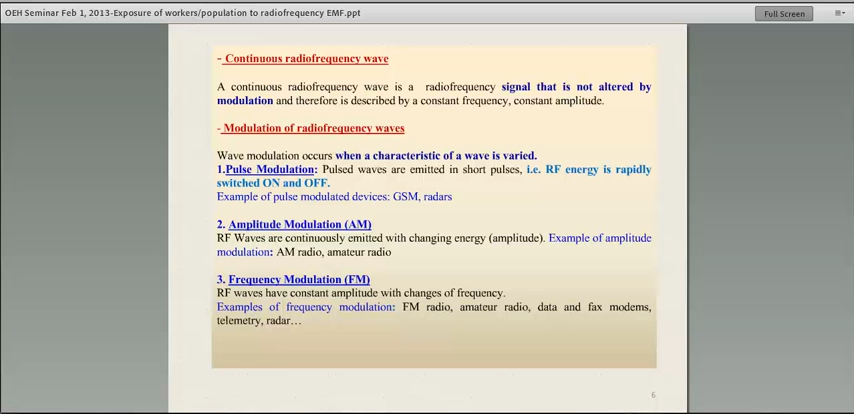 OEH Seminar Feb 1, 2013-Exposure of workers/population to radiofrequency EMF.ppt
Full Screen
- Continuous radiofrequency wave
A continuous radiofrequency wave is a radiofrequency signal that is not altered by
modulation and therefore is described by a constant frequency, constant amplitude.
- Modulation of radiofrequency waves
Wave modulation occurs when a characteristic of a wave is varied.
1.Pulse Modulation: Pulsed waves are emitted in short pulses, i.e. RF energy is rapidly
switched ON and OFF.
Example of pulse modulated devices: GSM, radars
2. Amplitude Modulation (AM)
RF Waves are continuously emitted with changing energy (amplitude). Example of amplitude
modulation: AM radio, amateur radio
3. Frequency Modulation (FM)
RF waves have constant amplitude with changes of frequency.
Examples of frequency modulation: FM radio, amateur radio, data and fax modems,
telemetry, radar…
6